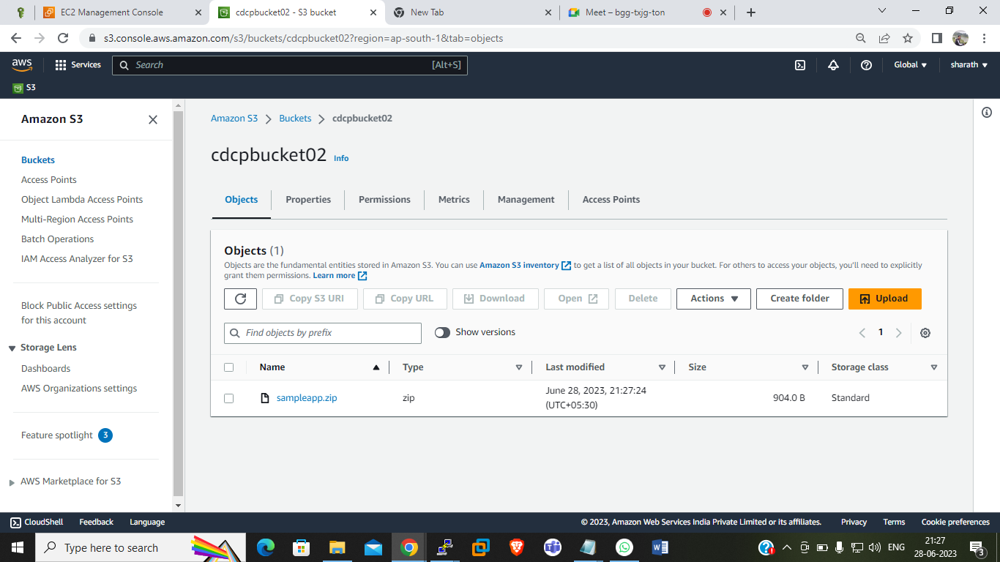 EC2 Management Console
cdcpbucket02 - S3 bucket
New Tab
Meet – bgg-txjg-ton
s3.console.aws.amazon.com/s3/buckets/cdcpbucket02?region=ap-south-1&tab=objects
aws
Services
Search
[Alt+S]
Global
sharath
S3
Amazon S3
Buckets
Access Points
Object Lambda Access Points
Multi-Region Access Points
Batch Operations
IAM Access Analyzer for S3
Block Public Access settings
for this account
Storage Lens
Dashboards
AWS Organizations settings
Feature spotlight 3
AWS Marketplace for S3
Amazon S3 > Buckets > cdcpbucket02
cdcpbucket02 Info
Objects
Properties
Permissions
Metrics
Management
Access Points
Objects (1)
Objects are the fundamental entities stored in Amazon S3. You can use Amazon S3 inventory to get a list of all objects in your bucket. For others to access your objects, you'll need to explicitly
grant them permissions. Learn more
Copy S3 URI
Copy URL
Download
Open
Delete
Actions
Create folder
Upload
Find objects by prefix
Show versions
1
Name
Type
Last modified
Size
Storage class
sampleapp.zip
zip
June 28, 2023, 21:27:24
(UTC+05:30)
904.0 B
Standard
CloudShell
Feedback
Language
© 2023, Amazon Web Services India Private Limited or its affiliates.
Privacy
Terms
Cookie preferences
Type here to search
ENG
21:27
28-06-2023
3